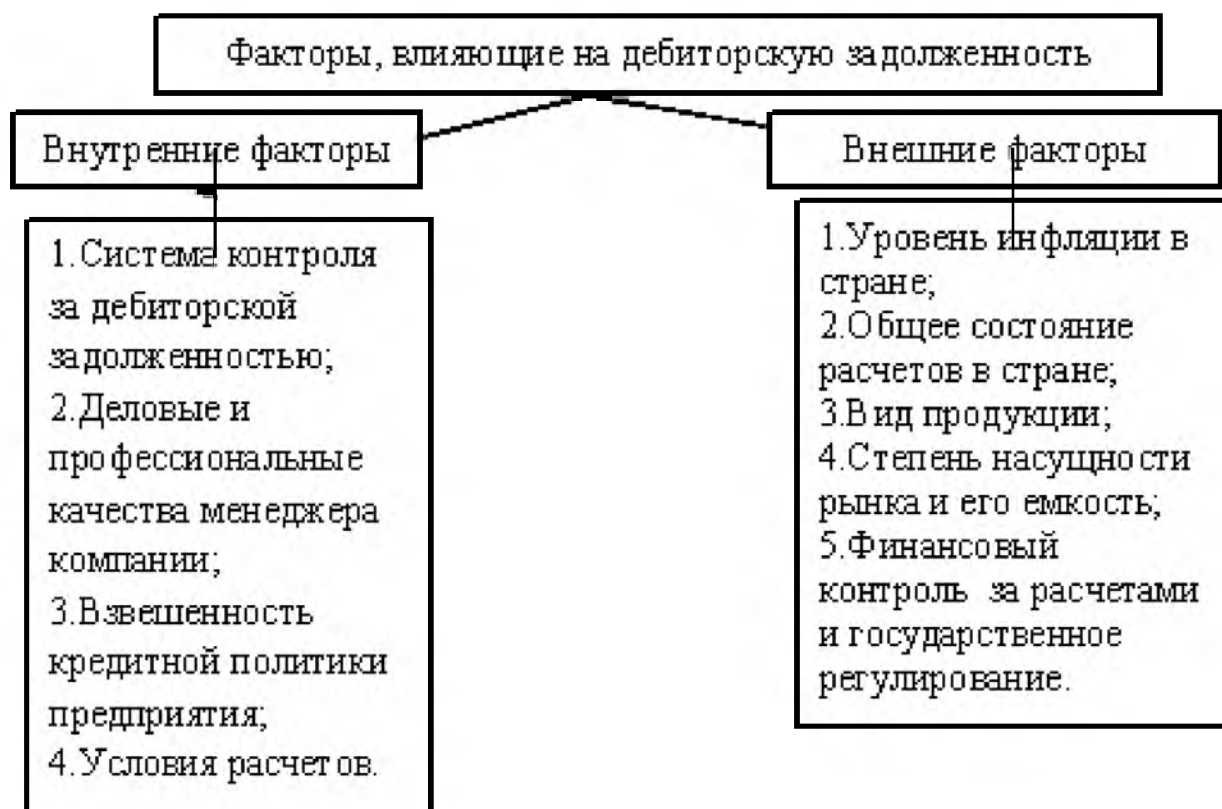 Факторы, влияющие на дебиторскую задолженность
Внутренние факторы
1.Система контроля
за дебиторской
задолженностью;
2.Деловые и
профессиональные
качества менеджера
компании;
3.Взвешенность
кредитной политики
предприятия;
4.Условия расчетов.
Внешние факторы
1.Уровень инфляции в
стране;
2.Общее состояние
расчетов в стране;
3.Вид продукции;
4.Степень насущности
рынка и его емкость;
5.Финансовый
контроль за расчетами
и государственное
регулирование.